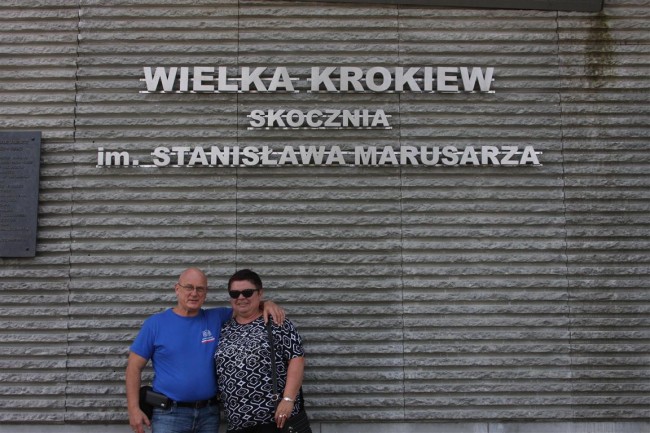 WIELKA KROKIEW
SKOCZNIA
im. STANISŁAWA MARUSARZA